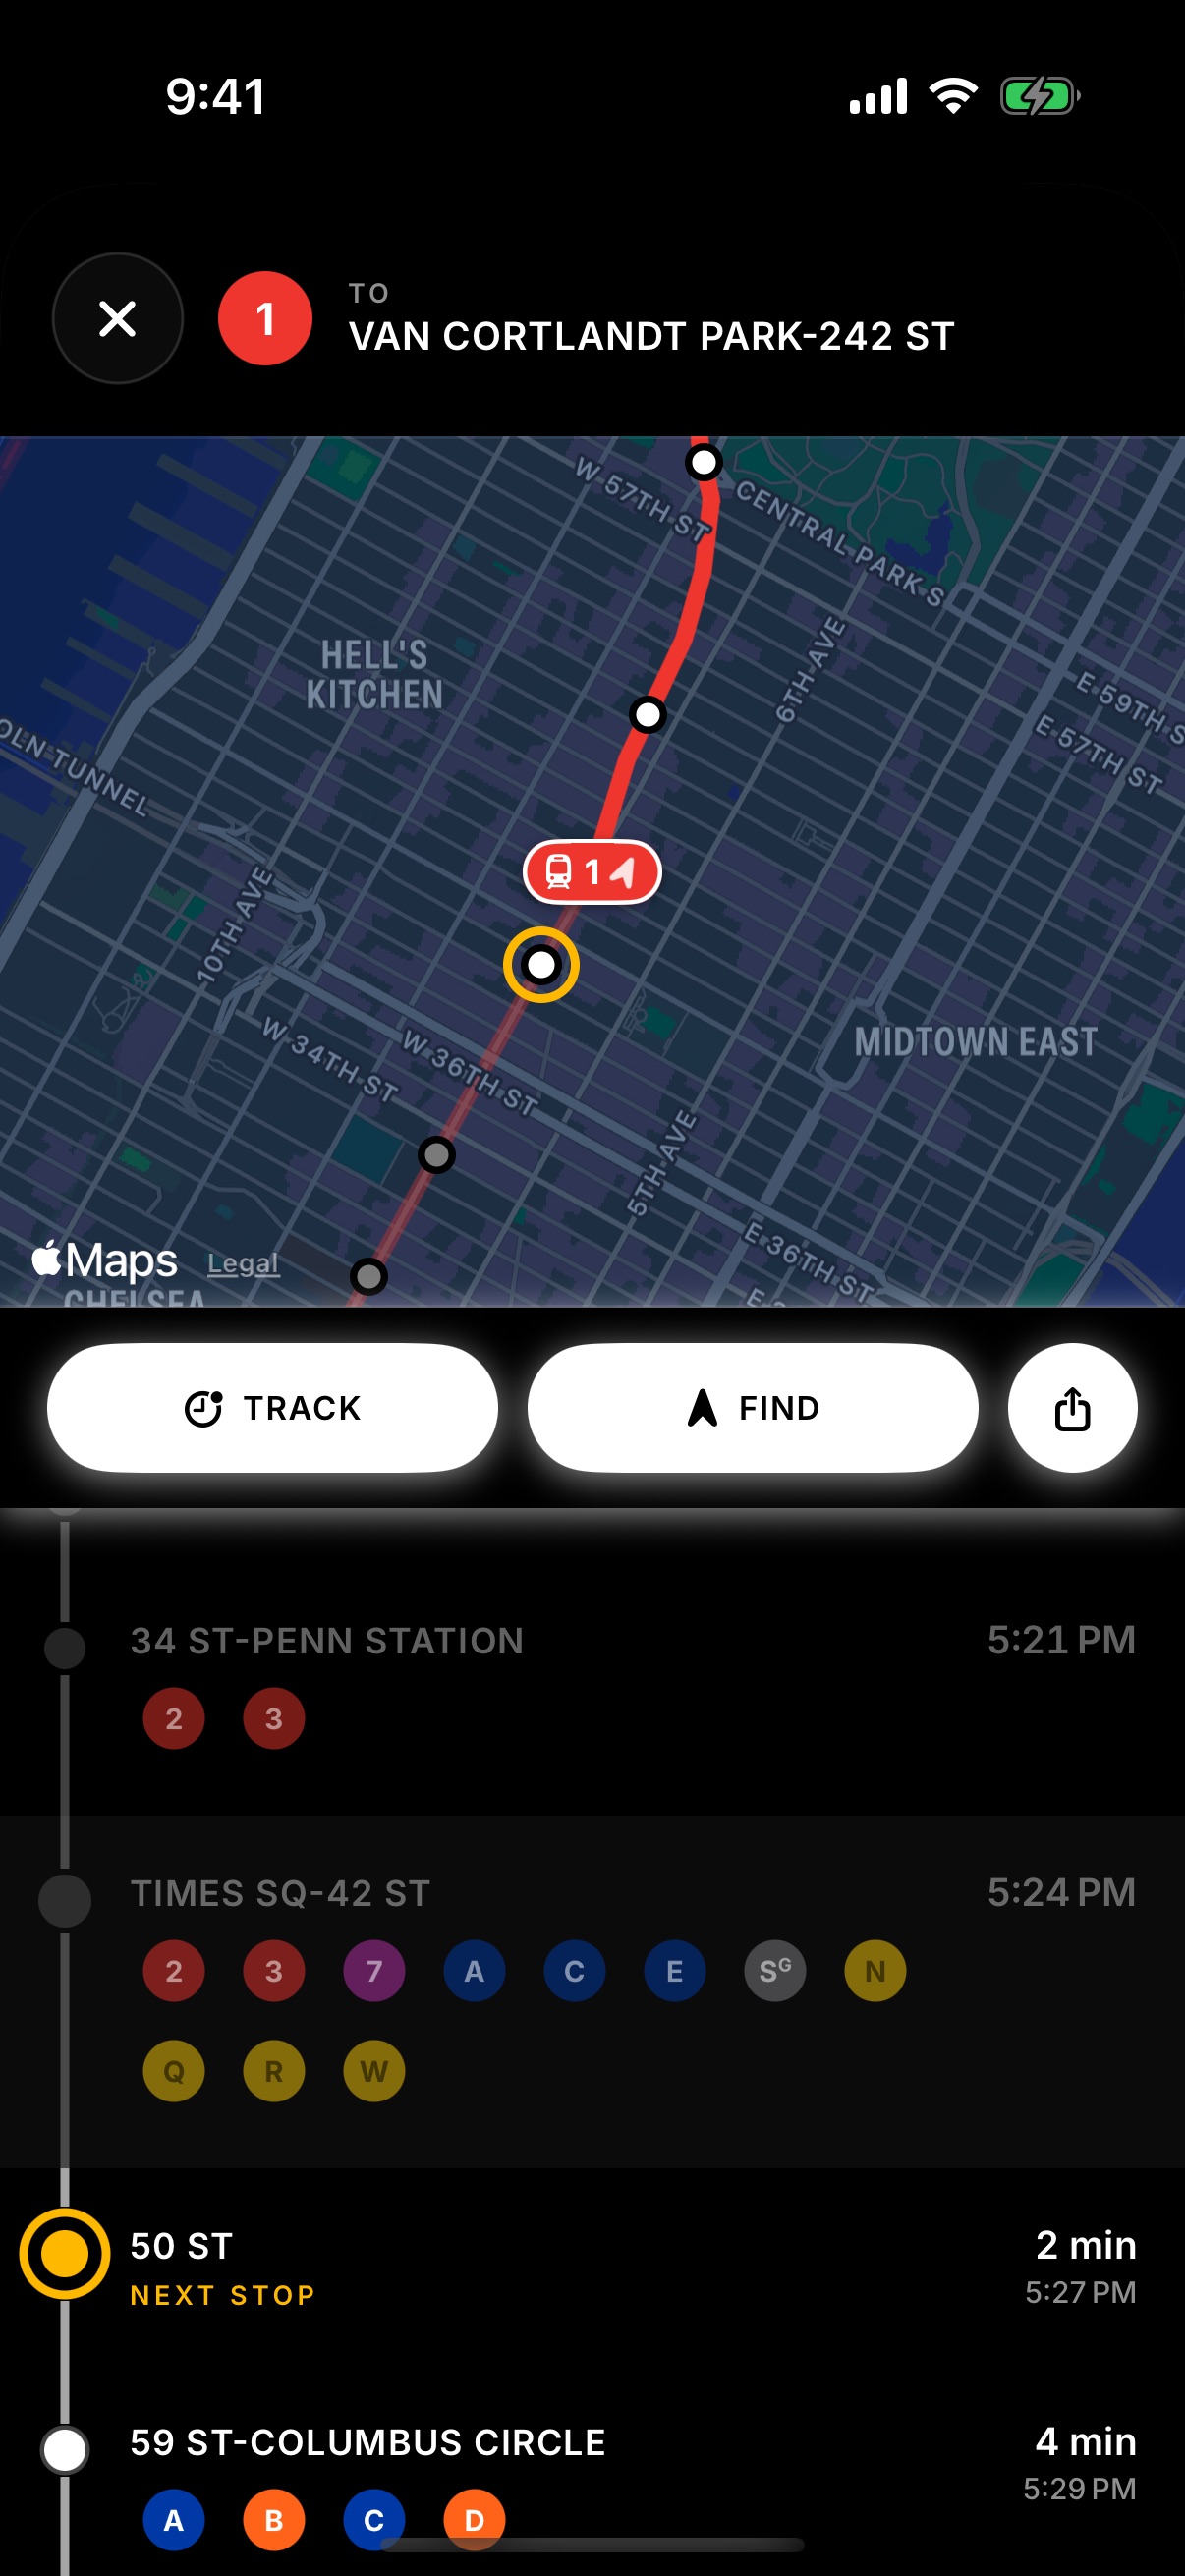 9:41
1
TO
VAN CORTLANDT PARK-242 ST
W 57TH ST
CENTRAL PARK S
HELL'S
KITCHEN
6TH AVE
E 59TH S
E 57TH ST
OLN TUNNEL
1
10TH AVE
W 34TH ST
W 36TH ST
MIDTOWN EAST
5TH AVE
E 36TH ST
Maps Legal
CHELSEA
TRACK
FIND
34 ST-PENN STATION 5:21 PM
2 3
TIMES SQ-42 ST 5:24 PM
2 3 7 A C E SG N
Q R W
50 ST 2 min
NEXT STOP 5:27 PM
59 ST-COLUMBUS CIRCLE 4 min
5:29 PM
A B C D